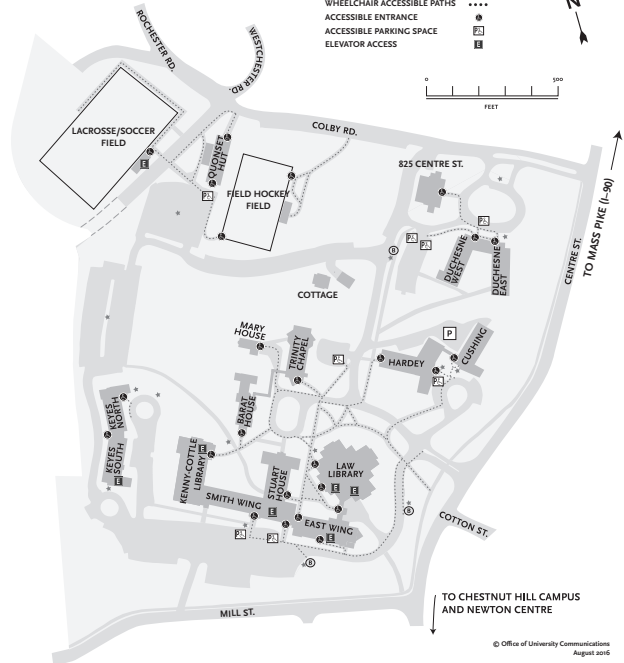 WHEELCHAIR ACCESSIBLE PATHS
ACCESSIBLE ENTRANCE
ACCESSIBLE PARKING SPACE
P
ELEVATOR ACCESS
E
N
0
500
FEET
ROCHESTER RD.
WESTCHESTER
RD.
COLBY RD.
LACROSSE/SOCCER
FIELD
E
QUONSET
HUT
P
FIELD HOCKEY
FIELD
825 CENTRE ST.
P
P
P
B
DUCHESNE
WEST
DUCHESNE
EAST
CENTRE ST.
TO MASS PIKE (I-90)
COTTAGE
MARY
HOUSE
TRINITY
CHAPEL
P
P
HARDEY
CUSHING
P
KEYES
NORTH
BARAT
HOUSE
KEYES
SOUTH
E
KENNY-COTTLE
LIBRARY
E
STUART
HOUSE
LAW
LIBRARY
E
E
SMITH WING
E
EAST WING
E
B
P
P
B
COTTON ST.
MILL ST.
TO CHESTNUT HILL CAMPUS
AND NEWTON CENTRE
© Office of University Communications
August 2016